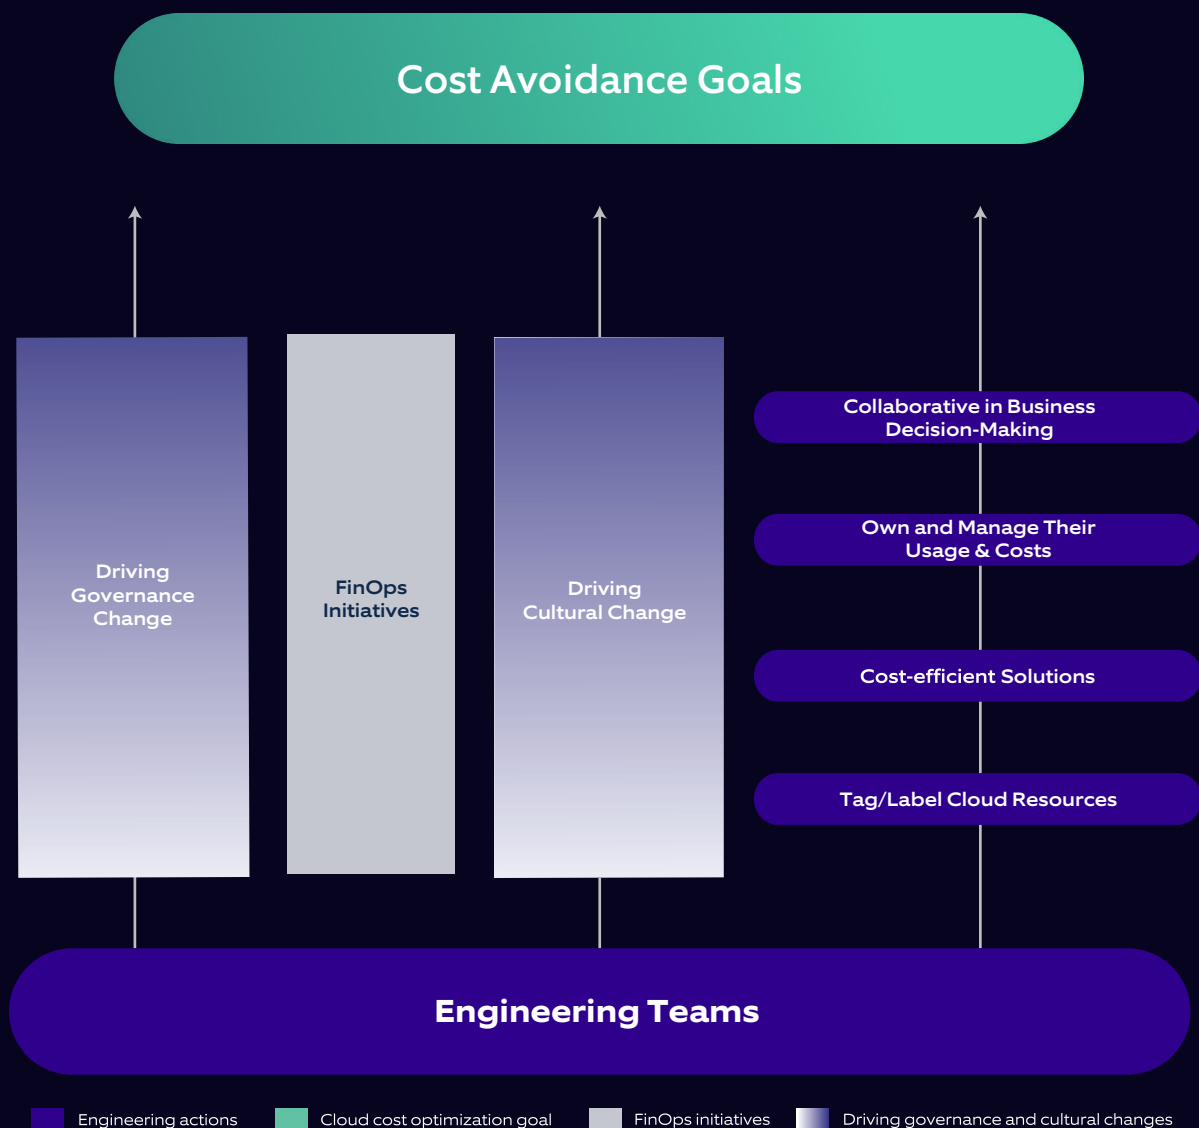 Cost Avoidance Goals
Driving
Governance
Change
FinOps
Initiatives
Driving
Cultural Change
Collaborative in Business
Decision-Making
Own and Manage Their
Usage & Costs
Cost-efficient Solutions
Tag/Label Cloud Resources
Engineering Teams
Engineering actions
Cloud cost optimization goal
FinOps initiatives
Driving governance and cultural changes